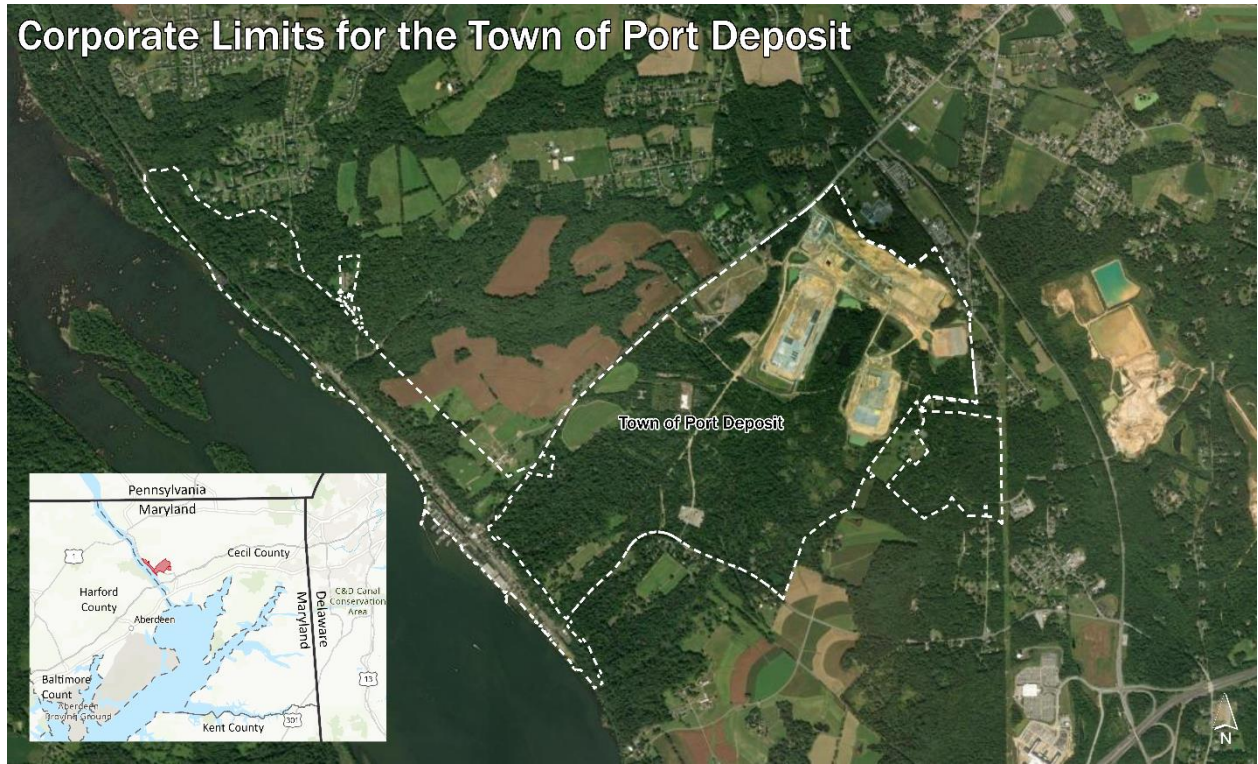 Corporate Limits for the Town of Port Deposit
Town of Port Deposit
Pennsylvania
Maryland
1
Cecil County
Harford
County
Aberdeen
Maryland
Delaware
C&D Canal
Conservation
Area
Baltimore
Count
Aberdeen
Proving Ground
13
301
Kent County
N